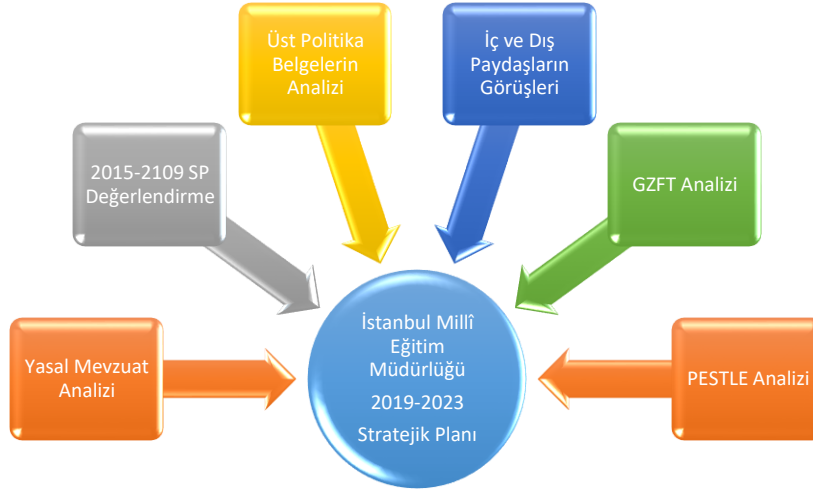 Üst Politika
Belgelerin
Analizi
İç ve Dış
Paydaşların
Görüşleri
2015-2109 SP
Değerlendirme
GZFT Analizi
Yasal Mevzuat
Analizi
İstanbul Millî
Eğitim
Müdürlüğü
2019-2023
Stratejik Planı
PESTLE Analizi